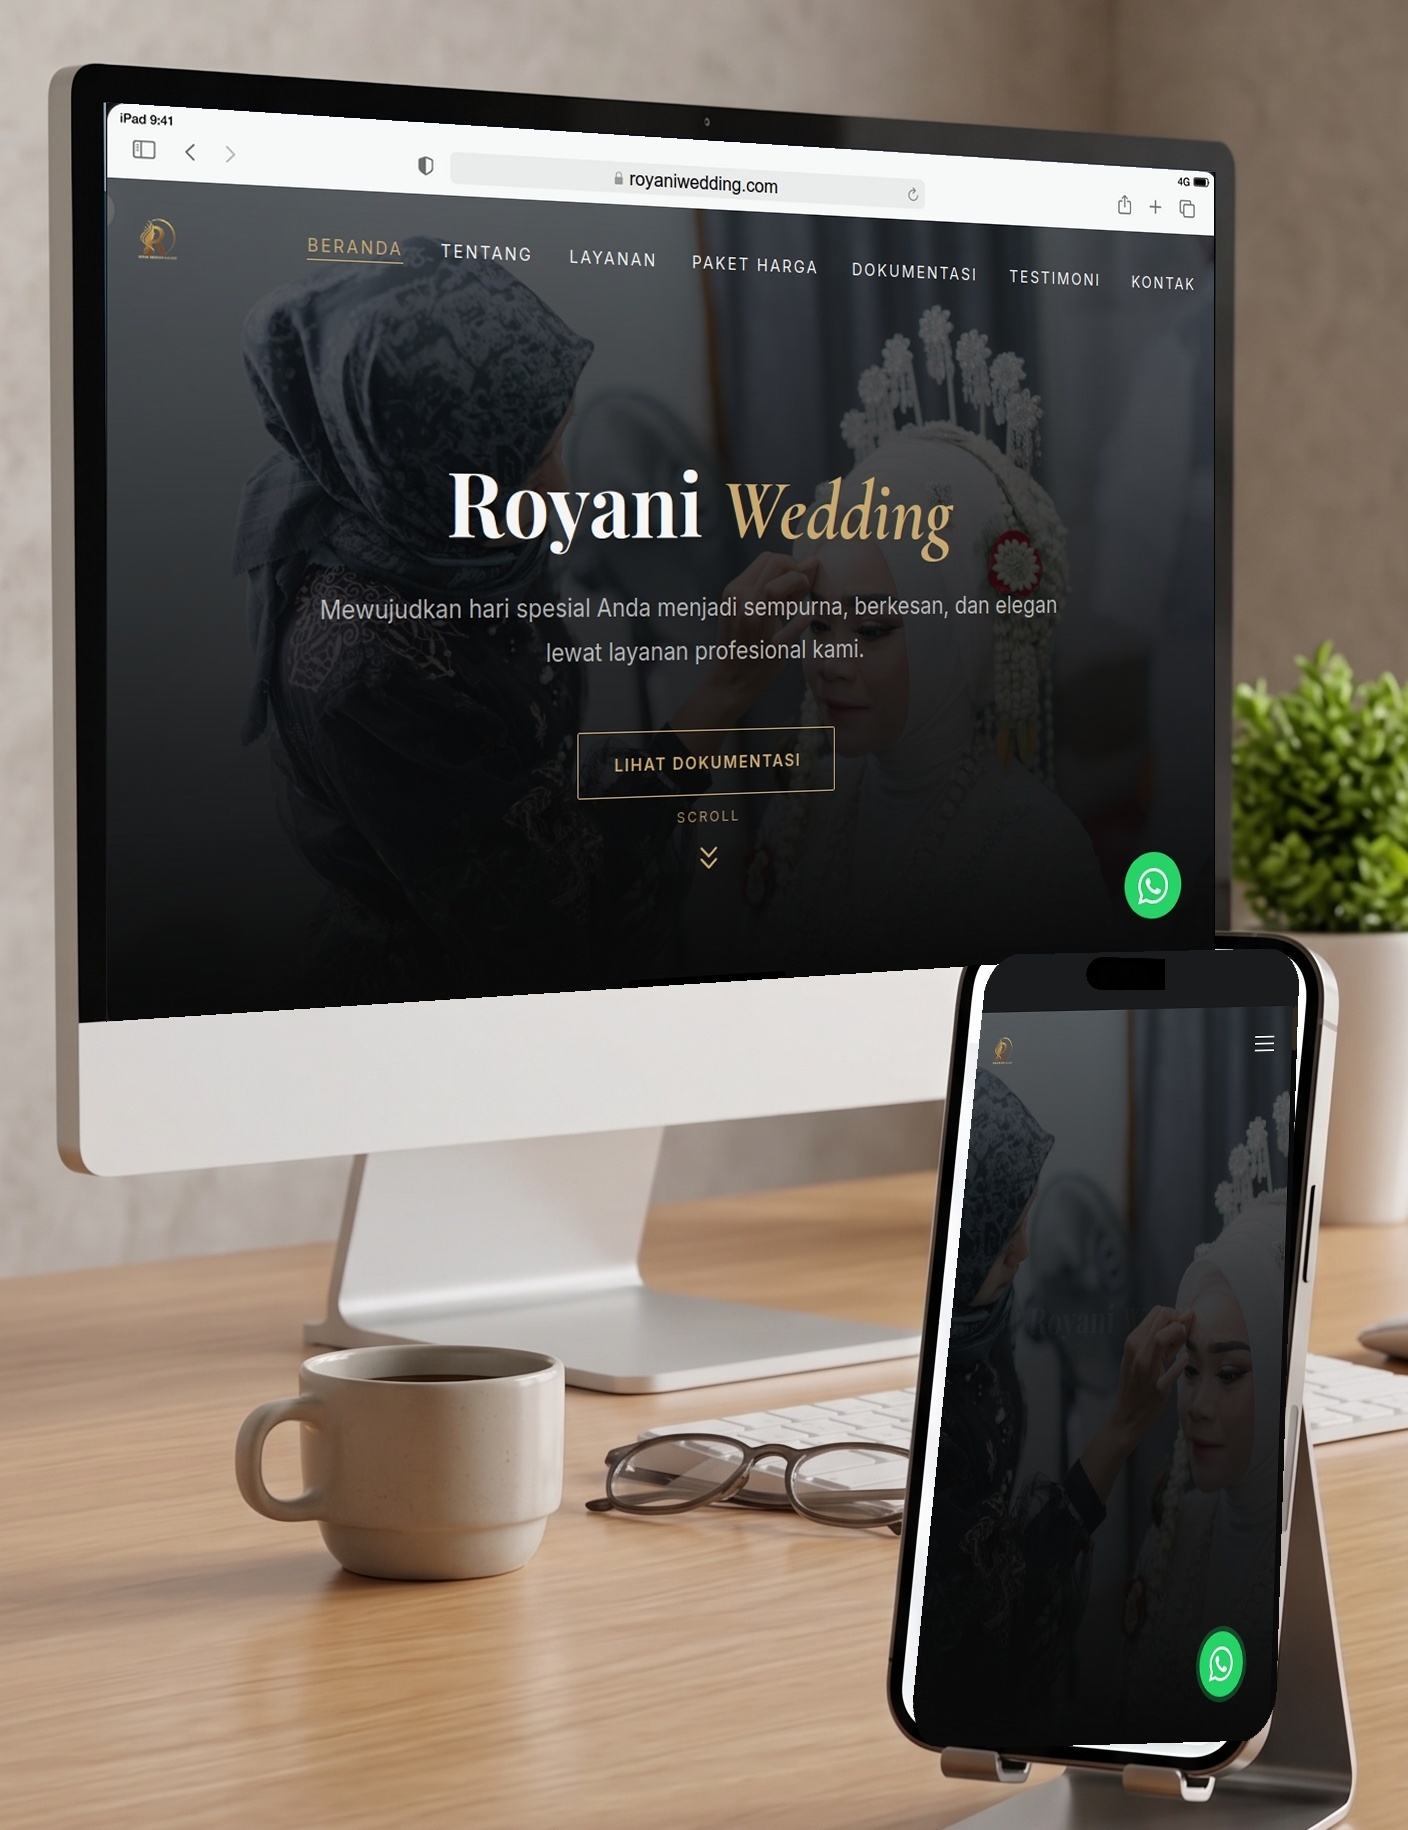 iPad 9:41
4G
royaniwedding.com
BERANDA TENTANG LAYANAN PAKET HARGA DOKUMENTASI TESTIMONI KONTAK
Royani Wedding
Mewujudkan hari spesial Anda menjadi sempurna, berkesan, dan elegan
lewat layanan profesional kami.
LIHAT DOKUMENTASI
SCROLL
Royani